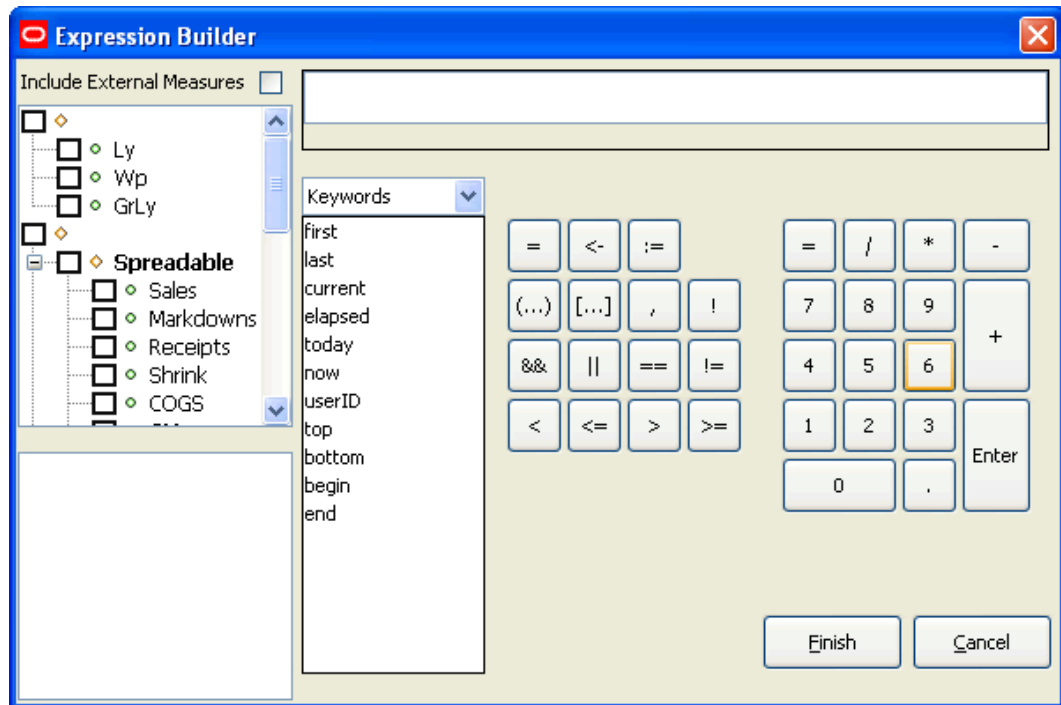 Expression Builder
Include External Measures
Ly
Wp
GrLy
Spreadable
Sales
Markdowns
Receipts
Shrink
COGS
Keywords
first
last
current
elapsed
today
now
userID
top
bottom
begin
end
= <- :=
(...) [...] , !
&& || == !=
< <= > >=
= / * -
7 8 9 +
4 5 6
1 2 3 Enter
0 .
Finish Cancel